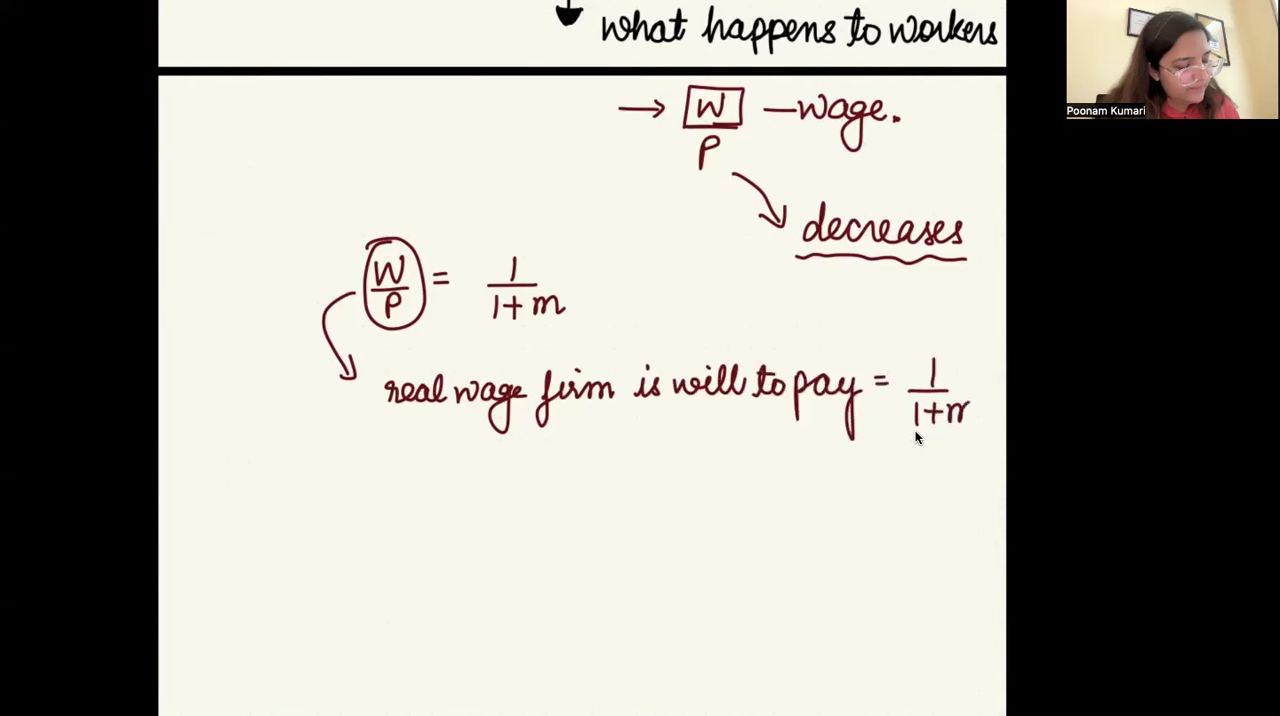 what happens to workers
Poonam Kumari
→ W — wage.
P
decreases
W/P = 1/1+m
real wage firm is will to pay = 1/1+m